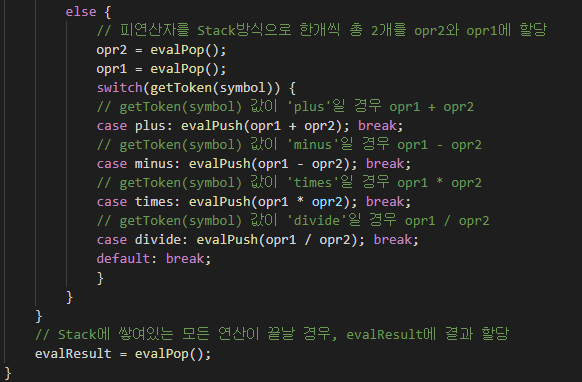 else {
// 피연산자를 Stack방식으로 한개씩 총 2개를 opr2와 opr1에 할당
opr2 = evalPop();
opr1 = evalPop();
switch(getToken(symbol)) {
// getToken(symbol) 값이 'plus'일 경우 opr1 + opr2
case plus: evalPush(opr1 + opr2); break;
// getToken(symbol) 값이 'minus'일 경우 opr1 - opr2
case minus: evalPush(opr1 - opr2); break;
// getToken(symbol) 값이 'times'일 경우 opr1 * opr2
case times: evalPush(opr1 * opr2); break;
// getToken(symbol) 값이 'divide'일 경우 opr1 / opr2
case divide: evalPush(opr1 / opr2); break;
default: break;
}
}
}
// Stack에 쌓여있는 모든 연산이 끝날 경우, evalResult에 결과 할당
evalResult = evalPop();
}